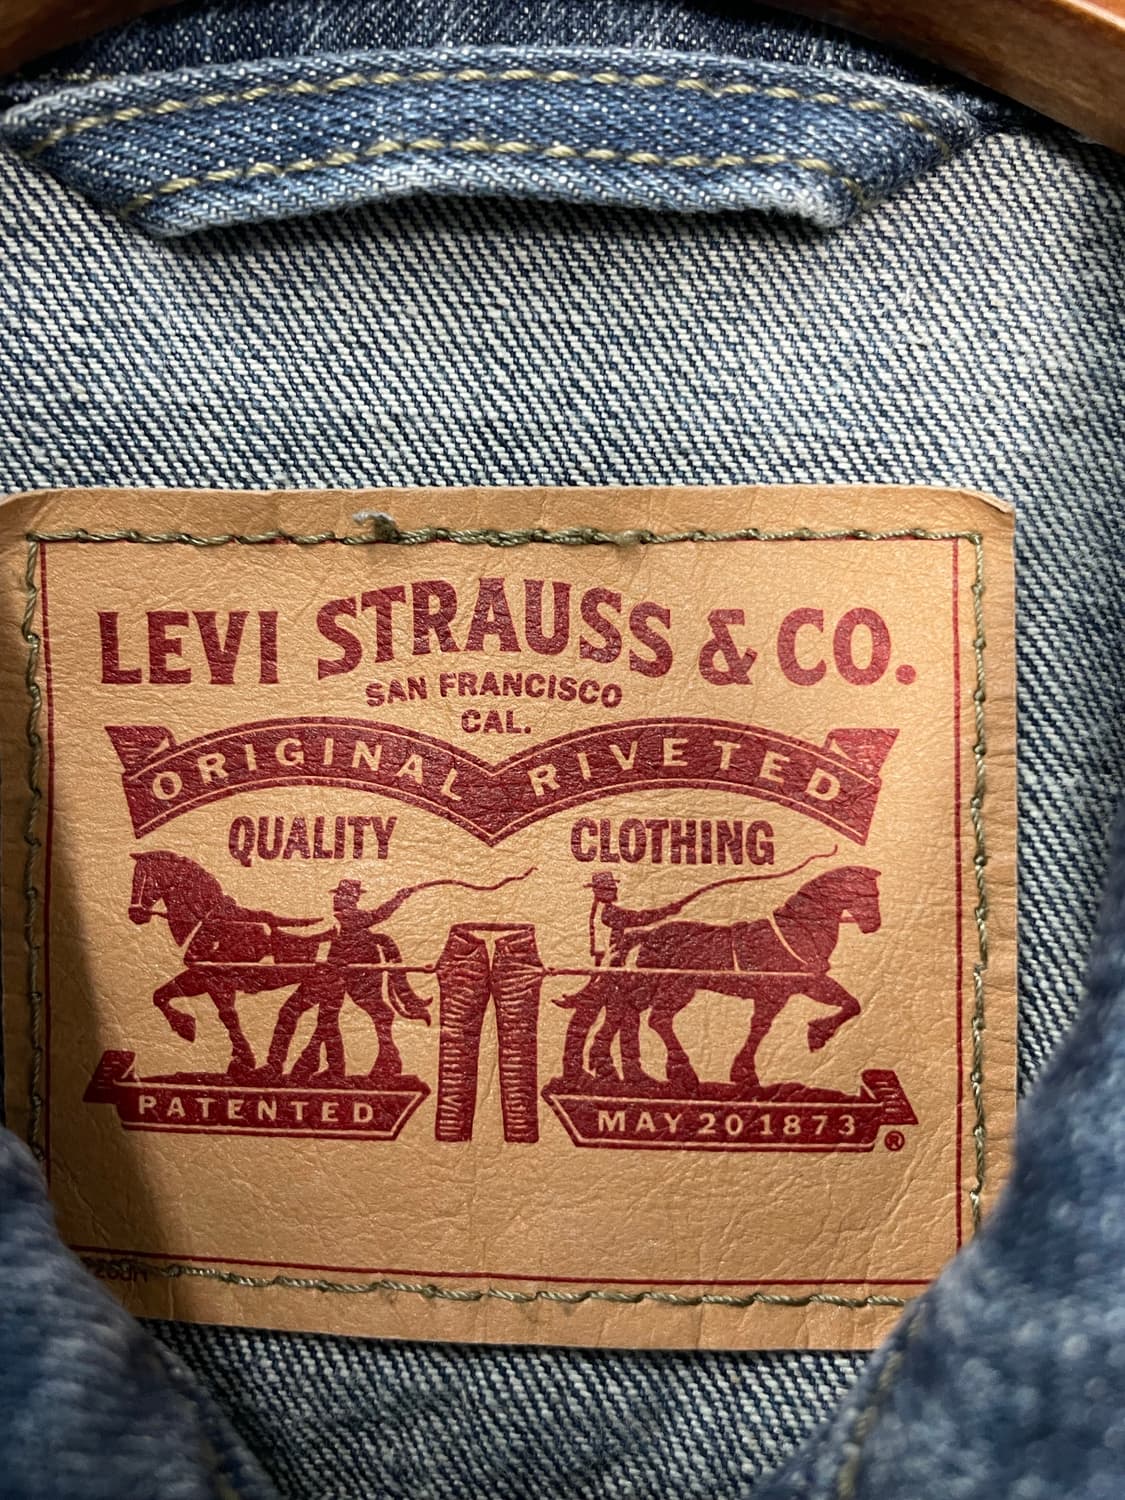 LEVI STRAUSS & CO.
SAN FRANCISCO
CAL.
ORIGINAL RIVETED
QUALITY CLOTHING
PATENTED MAY 20 1873 ®